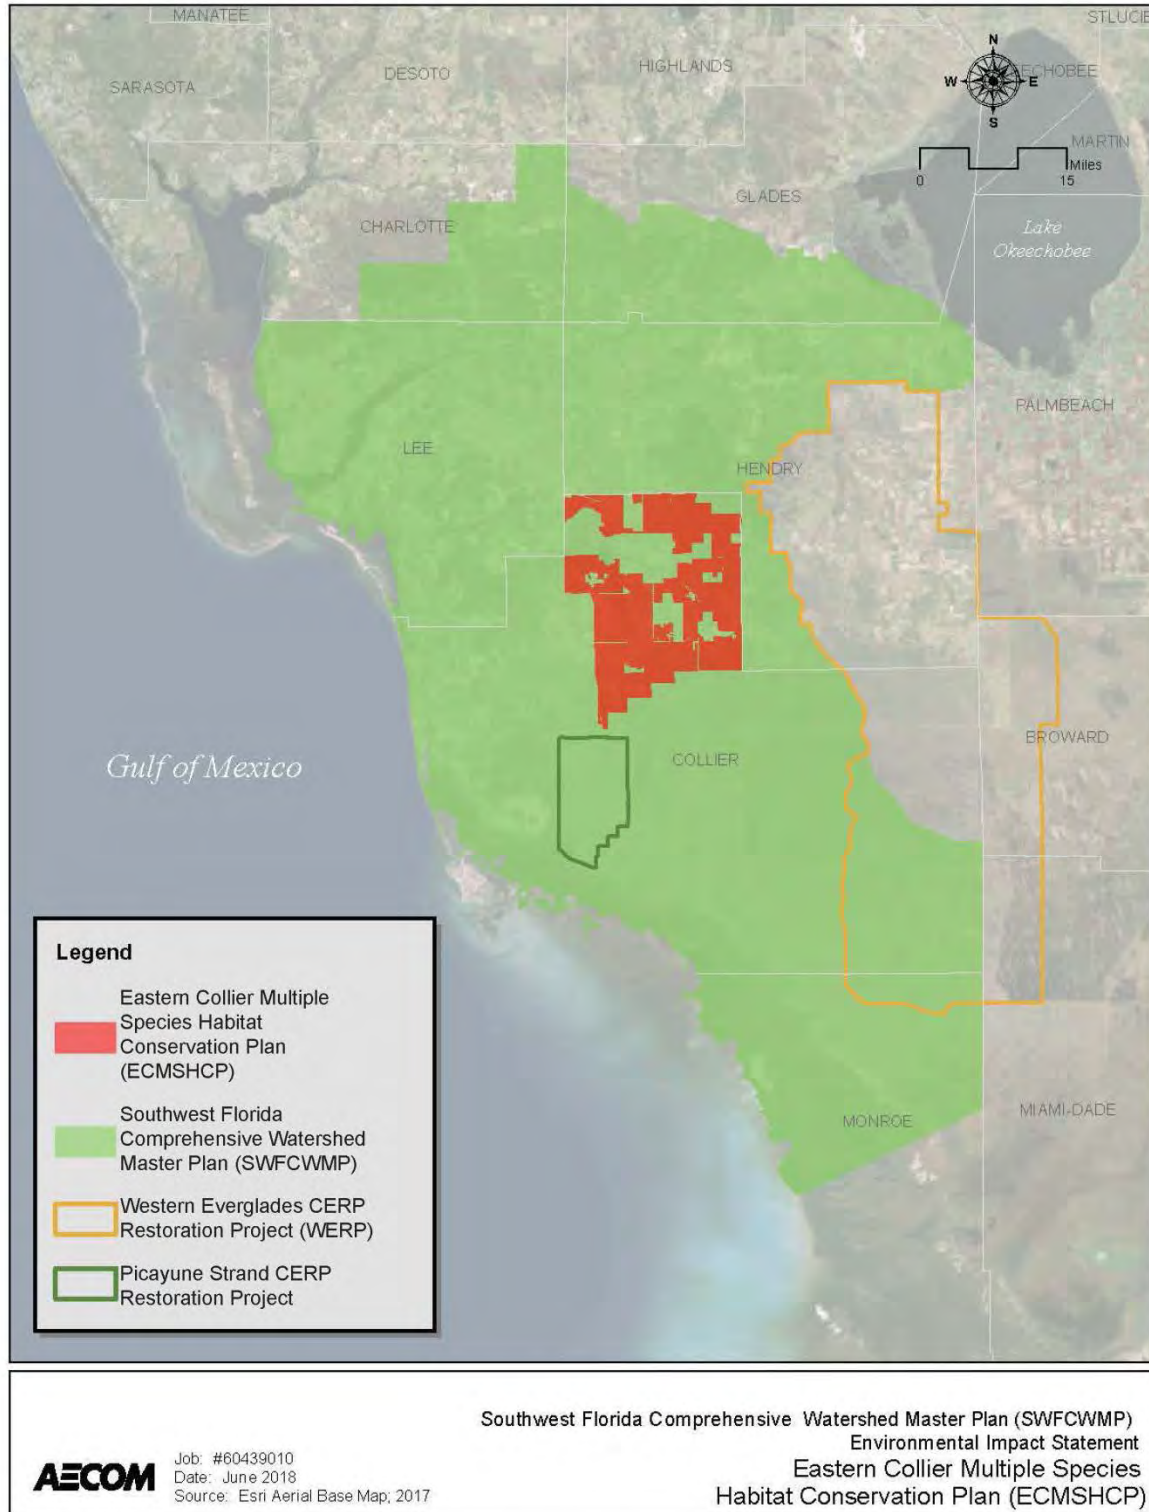 MANATEE
STLUCIE
HIGHLANDS
DESOTO
SARASOTA
N
W
E
S
ECHOBEE
MARTIN
Miles
0
15
GLADES
CHARLOTTE
Lake
Okeechobee
PALMBEACH
LEE
HENDRY
BROWARD
COLLIER
Gulf of Mexico
MONROE
MIAMI-DADE
Legend
Eastern Collier Multiple
Species Habitat
Conservation Plan
(ECMSHCP)
Southwest Florida
Comprehensive Watershed
Master Plan (SWFCWMP)
Western Everglades CERP
Restoration Project (WERP)
Picayune Strand CERP
Restoration Project
AECOM
Job: #60439010
Date: June 2018
Source: Esri Aerial Base Map; 2017
Southwest Florida Comprehensive Watershed Master Plan (SWFCWMP)
Environmental Impact Statement
Eastern Collier Multiple Species
Habitat Conservation Plan (ECMSHCP)